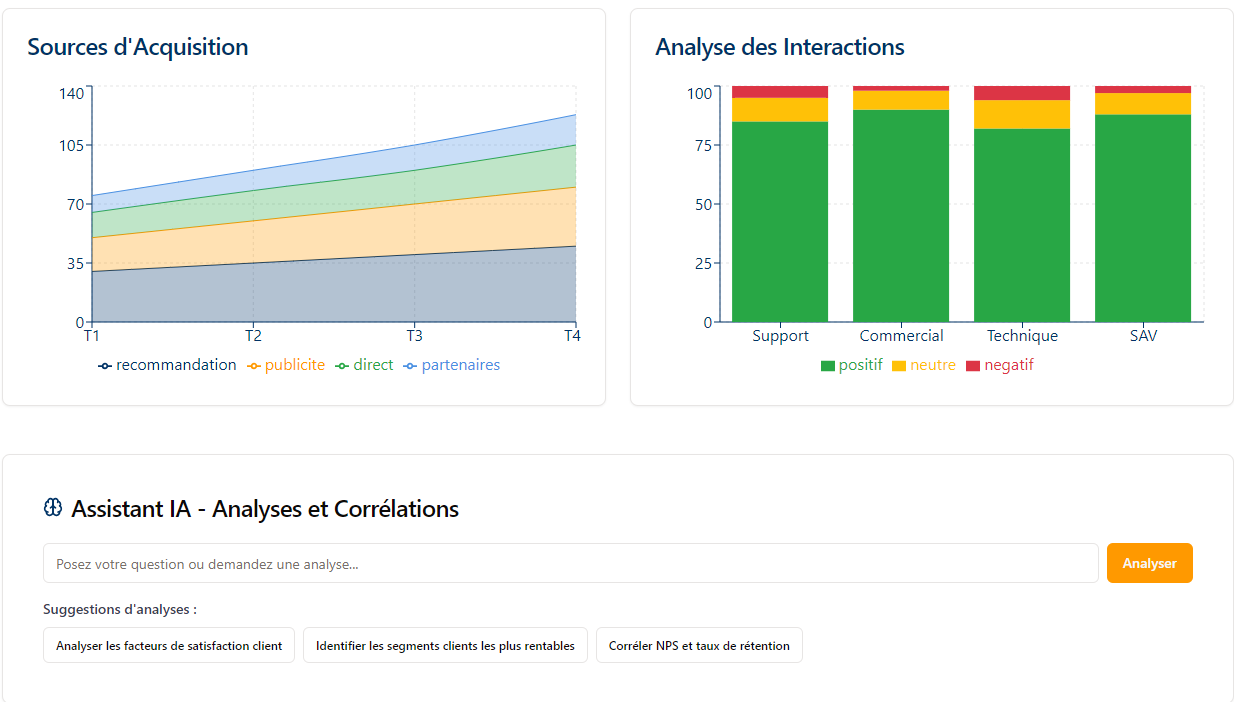 Sources d'Acquisition
140
105
70
35
0
T1 T2 T3 T4
recommandation publicite direct partenaires
Analyse des Interactions
100
75
50
25
0
Support Commercial Technique SAV
positif neutre negatif
Assistant IA - Analyses et Corrélations
Posez votre question ou demandez une analyse... Analyser
Suggestions d'analyses :
Analyser les facteurs de satisfaction client Identifier les segments clients les plus rentables Corréler NPS et taux de rétention